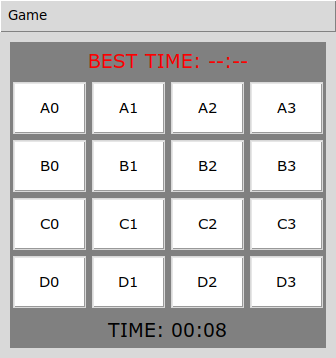 Game
BEST TIME: --:--
A0 A1 A2 A3
B0 B1 B2 B3
C0 C1 C2 C3
D0 D1 D2 D3
TIME: 00:08